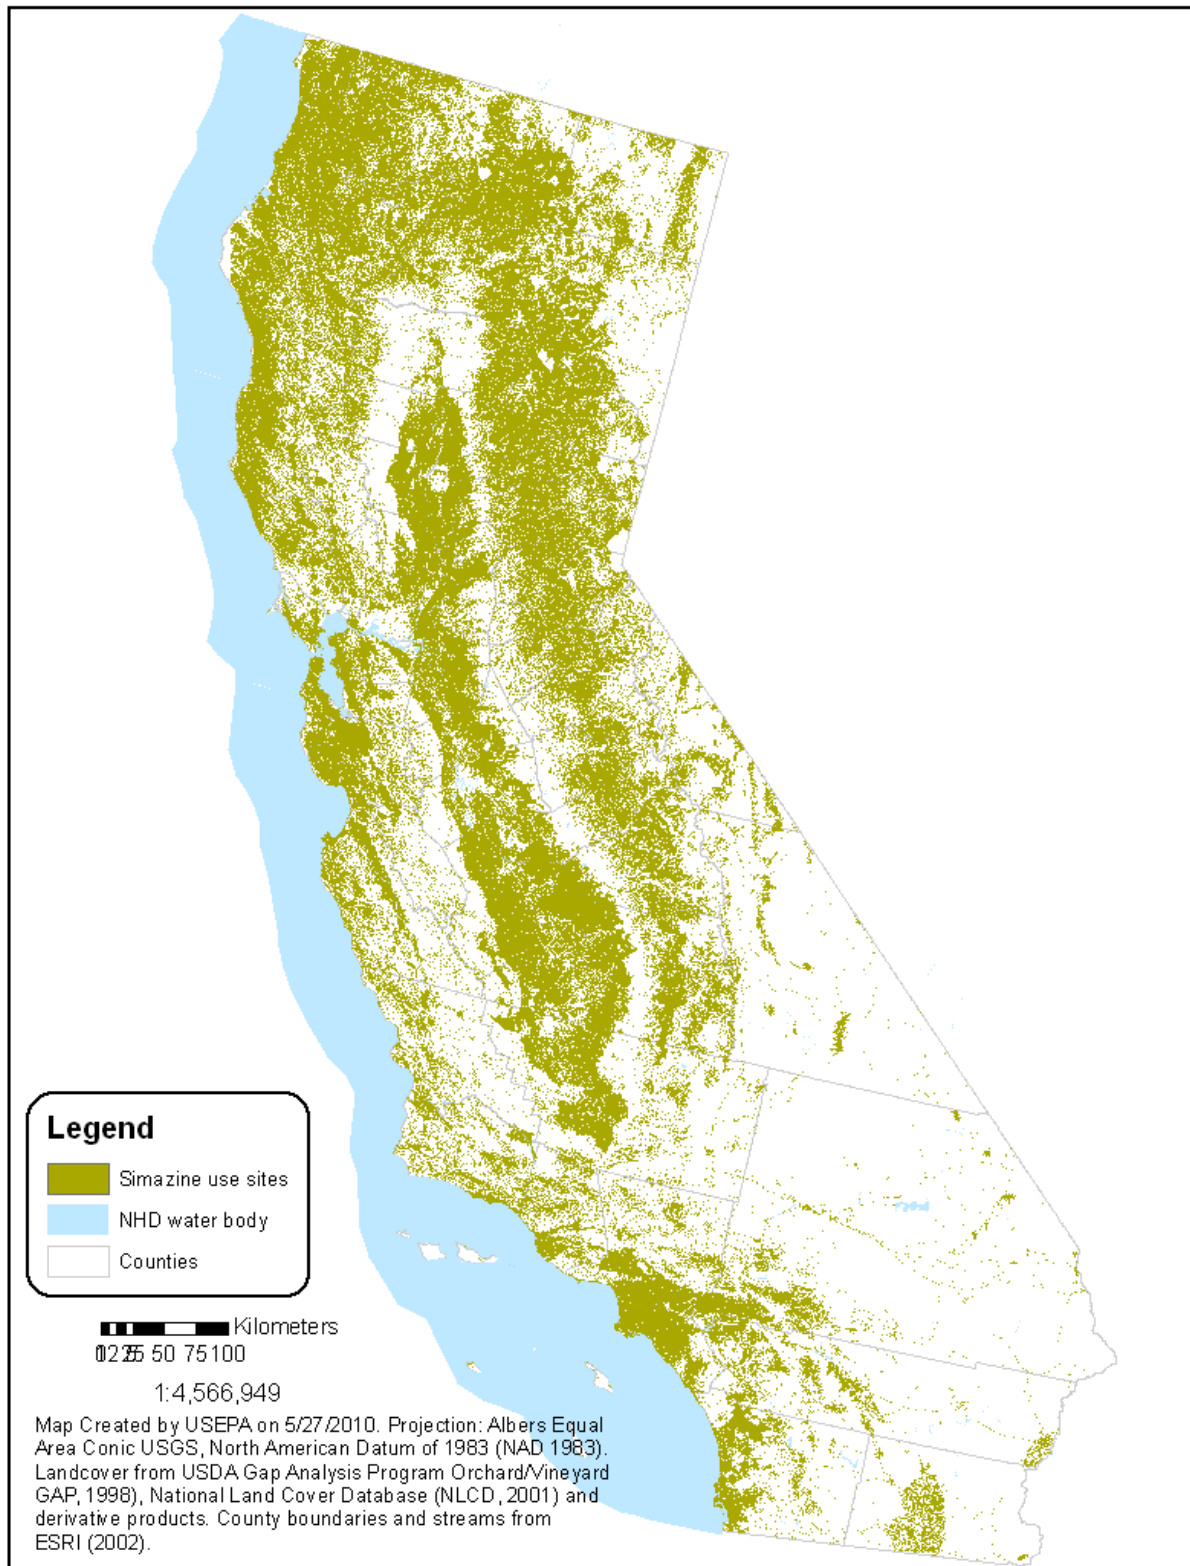 Legend
Simazine use sites
NHD water body
Counties
Kilometers
50 75 100
1:4,566,949
Map Created by USEPA on 5/27/2010. Projection: Albers Equal
Area Conic USGS, North American Datum of 1983 (NAD 1983).
Landcover from USDA Gap Analysis Program Orchard/Vineyard
GAP, 1998), National Land Cover Database (NLCD, 2001) and
derivative products. County boundaries and streams from
ESRI (2002).